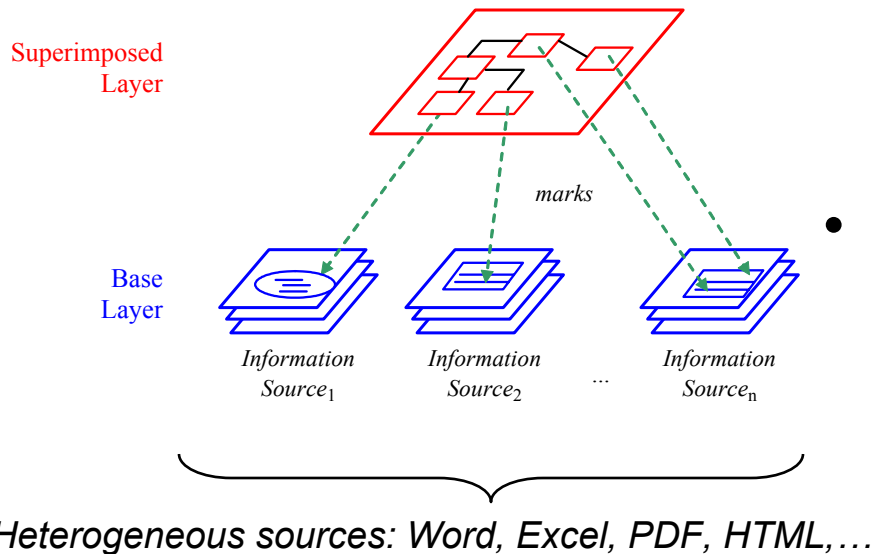 Superimposed
Layer
marks
Base
Layer
Information
Source1
Information
Source2
...
Information
Sourcen
Heterogeneous sources: Word, Excel, PDF, HTML,…